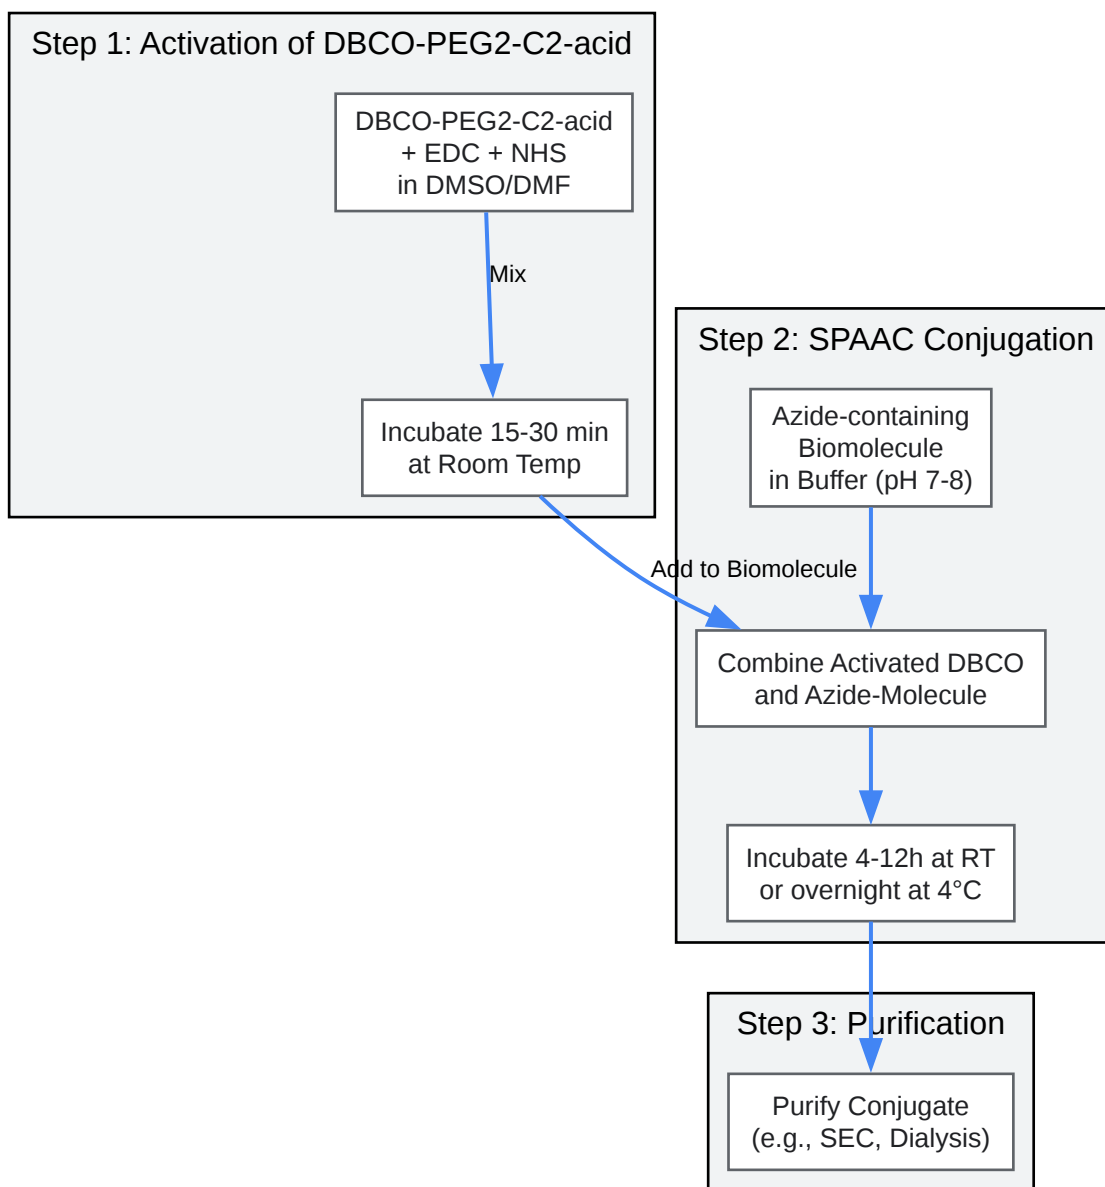 Step 1: Activation of DBCO-PEG2-C2-acid
DBCO-PEG2-C2-acid
+ EDC + NHS
in DMSO/DMF
Mix
Incubate 15-30 min
at Room Temp
Step 2: SPAAC Conjugation
Azide-containing
Biomolecule
in Buffer (pH 7-8)
Add to Biomolecule
Combine Activated DBCO
and Azide-Molecule
Incubate 4-12h at RT
or overnight at 4°C
Step 3: Purification
Purify Conjugate
(e.g., SEC, Dialysis)